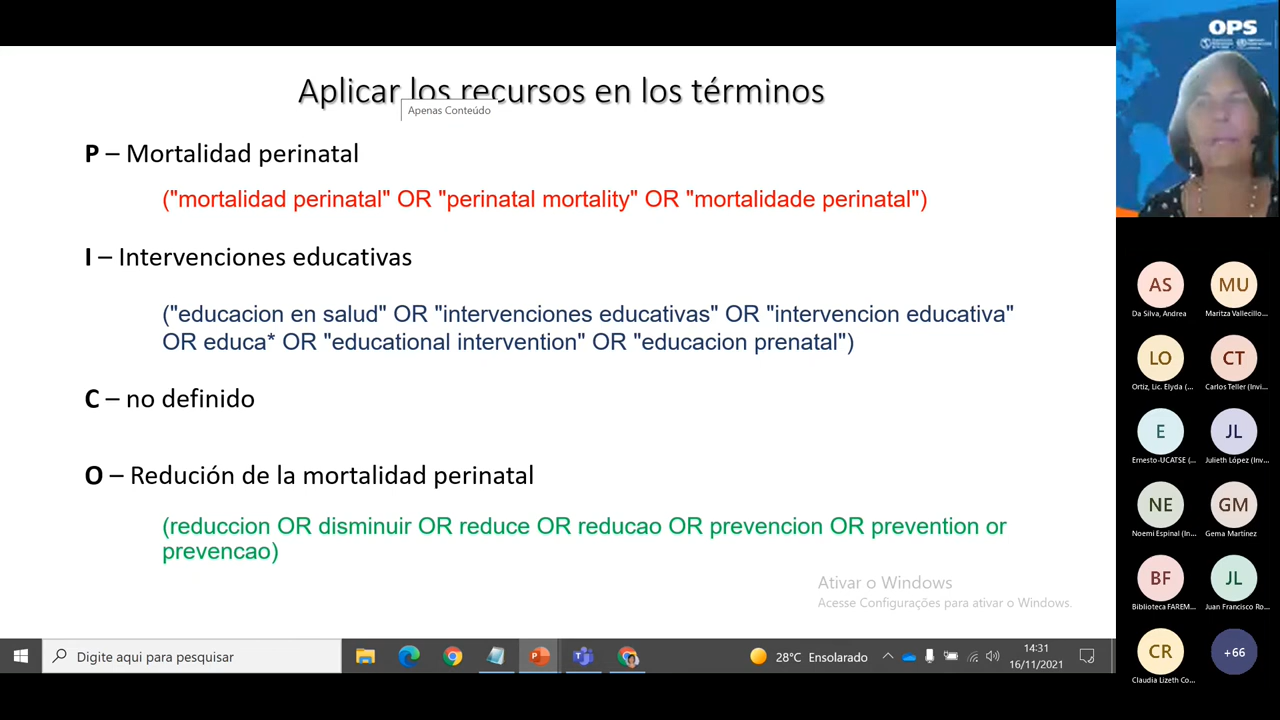 Aplicar los recursos en los términos
Apenas Conteúdo
P – Mortalidad perinatal
("mortalidad perinatal" OR "perinatal mortality" OR "mortalidade perinatal")
I – Intervenciones educativas
("educacion en salud" OR "intervenciones educativas" OR "intervencion educativa"
OR educa* OR "educational intervention" OR "educacion prenatal")
C – no definido
O – Redución de la mortalidad perinatal
(reduccion OR disminuir OR reduce OR reducao OR prevencion OR prevention or
prevencao)
Ativar o Windows
Acesse Configurações para ativar o Windows.
Digite aqui para pesquisar
28°C Ensolarado
14:31
16/11/2021
OPS
AS
Da Silva, Andrea
MU
Maritza Vallecillo...
LO
Ortiz, Lic. Elyda (...
CT
Carlos Teller (Invi...
E
Ernesto-UCATSE (...
JL
Julieth López (Inv...
NE
Noemi Espinal (In...
GM
Gema Martínez
BF
Biblioteca FAREM...
JL
Juan Francisco Ro...
CR
Claudia Lizeth Co...
+66